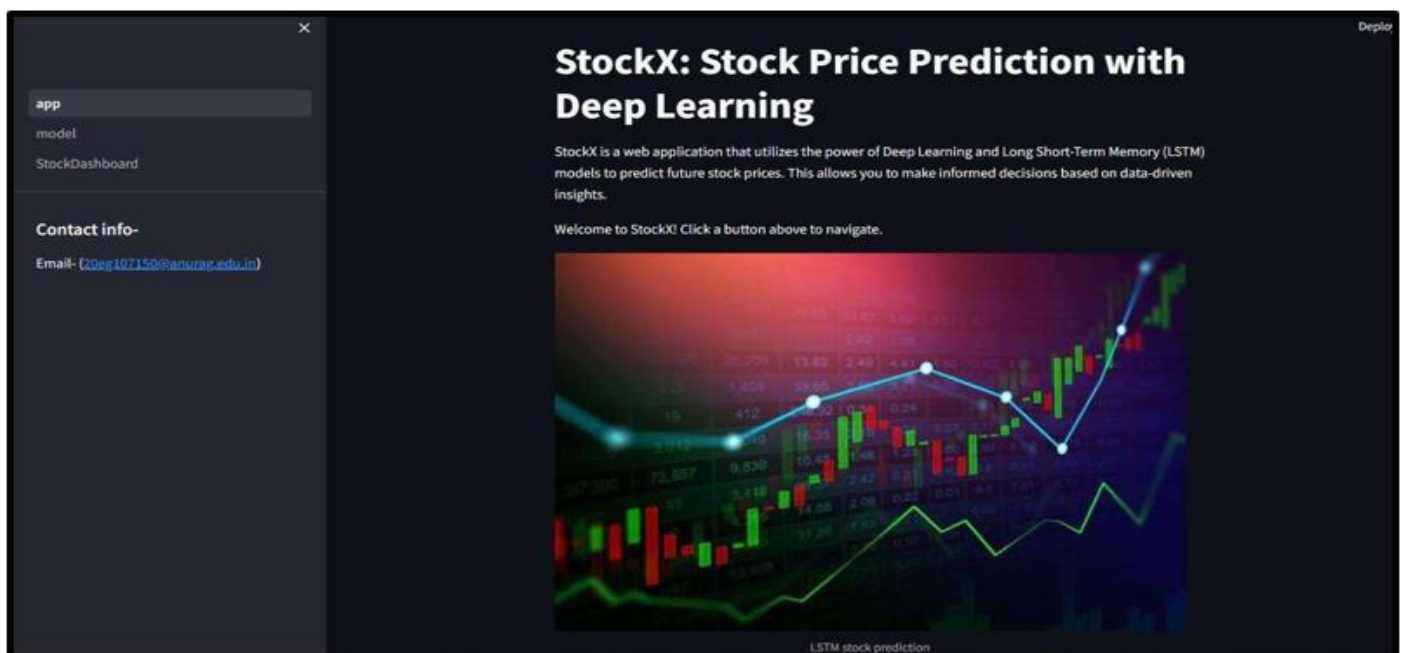 Deploy
app
model
StockDashboard
Contact info-
Email- (20eg107150@anurag.edu.in)
StockX: Stock Price Prediction with
Deep Learning
StockX is a web application that utilizes the power of Deep Learning and Long Short-Term Memory (LSTM)
models to predict future stock prices. This allows you to make informed decisions based on data-driven
insights.
Welcome to StockX! Click a button above to navigate.
LSTM stock prediction